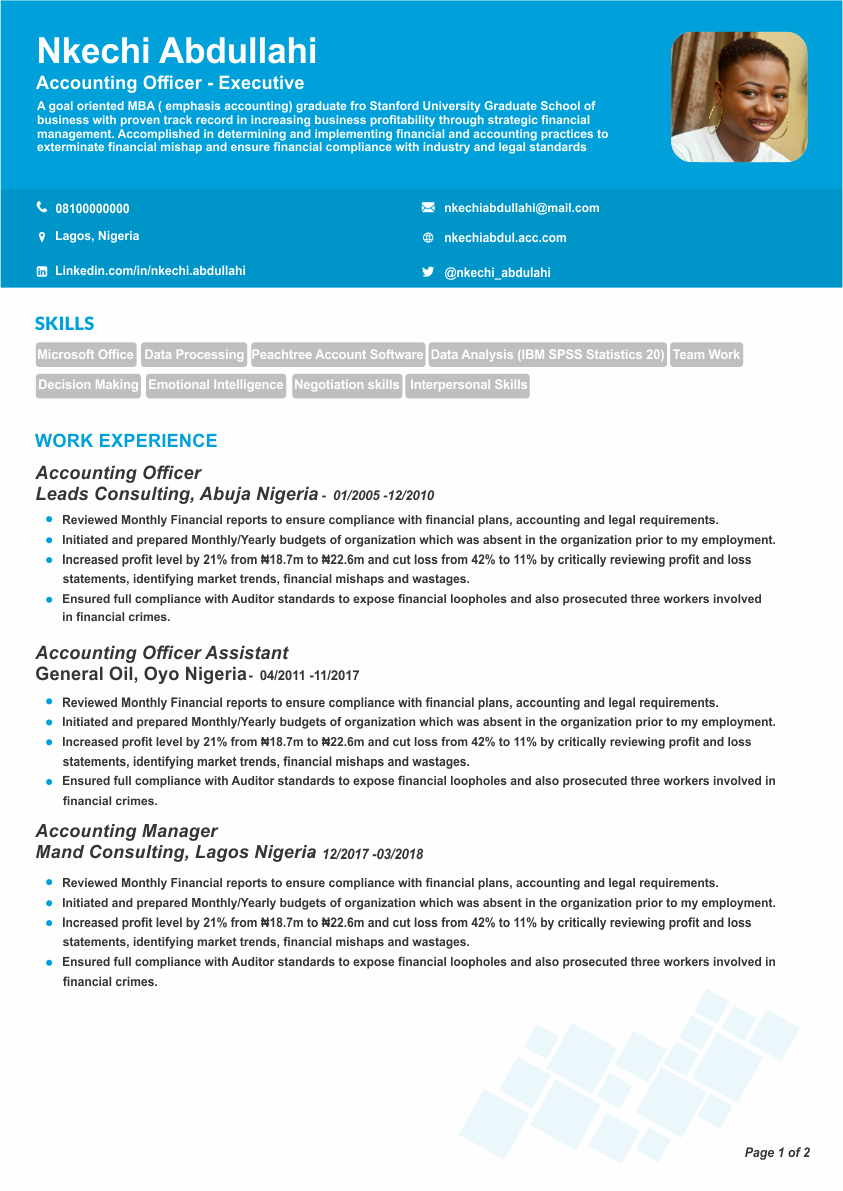 Nkechi Abdullahi
Accounting Officer - Executive
A goal oriented MBA ( emphasis accounting) graduate fro Stanford University Graduate School of
business with proven track record in increasing business profitability through strategic financial
management. Accomplished in determining and implementing financial and accounting practices to
exterminate financial mishap and ensure financial compliance with industry and legal standards
08100000000
nkechiabdullahi@mail.com
Lagos, Nigeria
nkechiabdul.acc.com
Linkedin.com/in/nkechi.abdullahi
@nkechi_abdulahi
SKILLS
Microsoft Office Data Processing Peachtree Account Software Data Analysis (IBM SPSS Statistics 20) Team Work
Decision Making Emotional Intelligence Negotiation skills Interpersonal Skills
WORK EXPERIENCE
Accounting Officer
Leads Consulting, Abuja Nigeria - 01/2005 -12/2010
Reviewed Monthly Financial reports to ensure compliance with financial plans, accounting and legal requirements.
Initiated and prepared Monthly/Yearly budgets of organization which was absent in the organization prior to my employment.
Increased profit level by 21% from ₦18.7m to ₦22.6m and cut loss from 42% to 11% by critically reviewing profit and loss
statements, identifying market trends, financial mishaps and wastages.
Ensured full compliance with Auditor standards to expose financial loopholes and also prosecuted three workers involved
in financial crimes.
Accounting Officer Assistant
General Oil, Oyo Nigeria - 04/2011 -11/2017
Reviewed Monthly Financial reports to ensure compliance with financial plans, accounting and legal requirements.
Initiated and prepared Monthly/Yearly budgets of organization which was absent in the organization prior to my employment.
Increased profit level by 21% from ₦18.7m to ₦22.6m and cut loss from 42% to 11% by critically reviewing profit and loss
statements, identifying market trends, financial mishaps and wastages.
Ensured full compliance with Auditor standards to expose financial loopholes and also prosecuted three workers involved in
financial crimes.
Accounting Manager
Mand Consulting, Lagos Nigeria 12/2017 -03/2018
Reviewed Monthly Financial reports to ensure compliance with financial plans, accounting and legal requirements.
Initiated and prepared Monthly/Yearly budgets of organization which was absent in the organization prior to my employment.
Increased profit level by 21% from ₦18.7m to ₦22.6m and cut loss from 42% to 11% by critically reviewing profit and loss
statements, identifying market trends, financial mishaps and wastages.
Ensured full compliance with Auditor standards to expose financial loopholes and also prosecuted three workers involved in
financial crimes.
Page 1 of 2